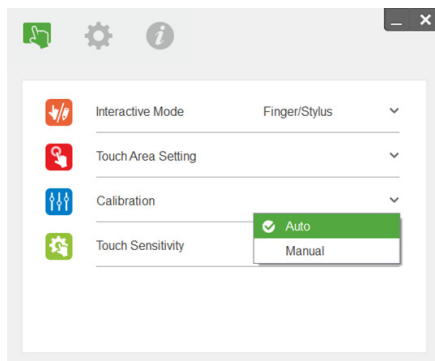 Interactive Mode Finger/Stylus
Touch Area Setting
Calibration
Auto
Touch Sensitivity
Manual